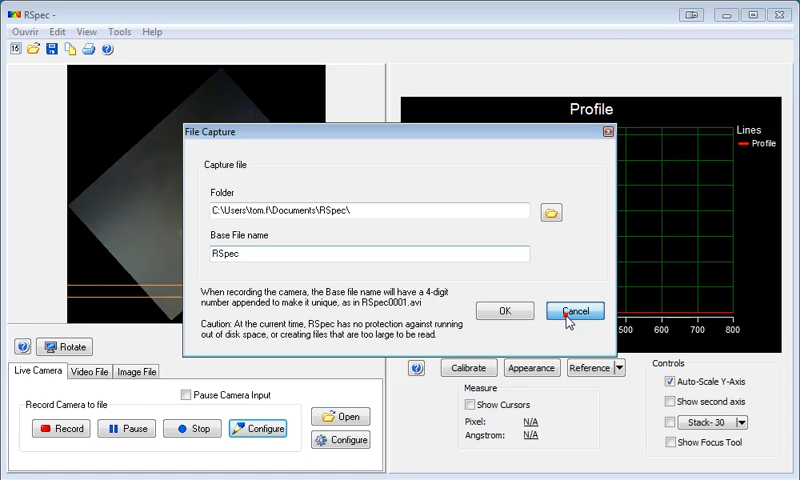 RSpec -
Ouvrir Edit View Tools Help
Profile
Lines
Profile
500 600 700 800
File Capture
Capture file
Folder
C:\Users\tom.f\Documents\RSpec\
Base File name
RSpec
When recording the camera, the Base file name will have a 4-digit
number appended to make it unique, as in RSpec0001.avi
Caution: At the current time, RSpec has no protection against running
out of disk space, or creating files that are too large to be read.
OK Cancel
Rotate
Live Camera Video File Image File
Pause Camera Input
Record Camera to file
Record Pause Stop Configure
Open
Configure
Calibrate Appearance Reference
Measure
Show Cursors
Pixel: N/A
Angstrom: N/A
Controls
Auto-Scale Y-Axis
Show second axis
Stack- 30
Show Focus Tool